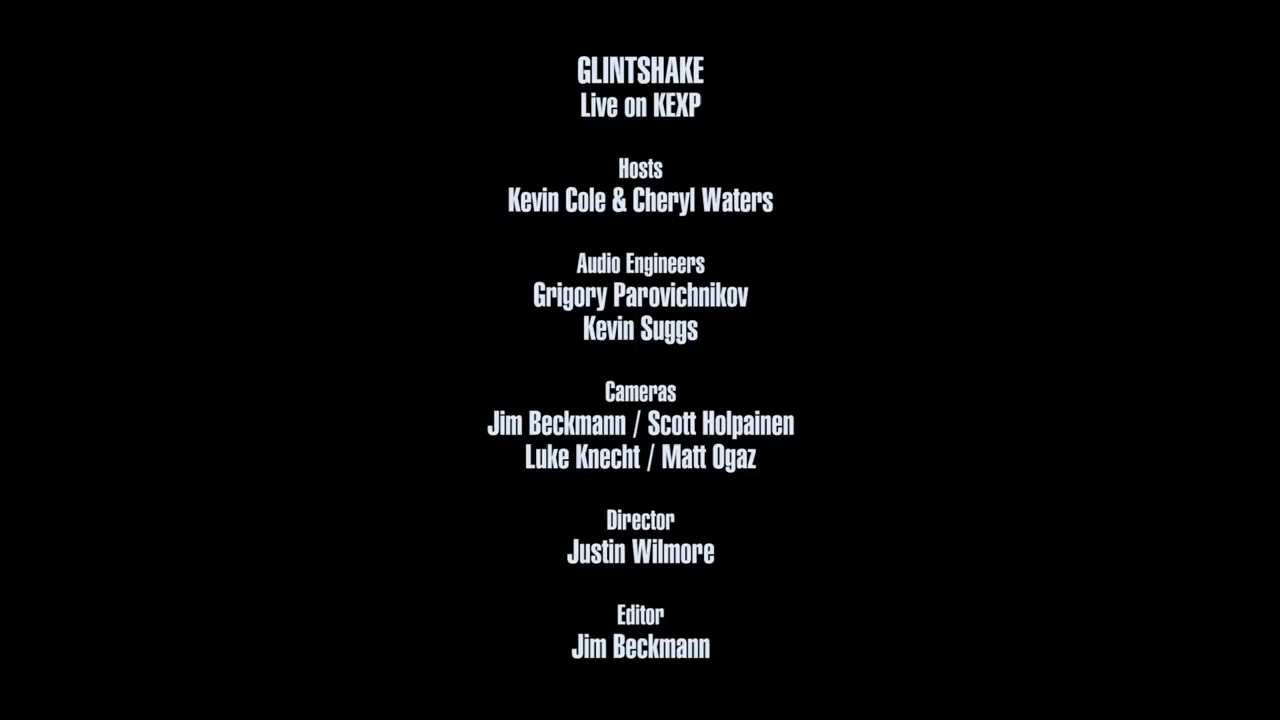 GLINTSHAKE
Live on KEXP
Hosts
Kevin Cole & Cheryl Waters
Audio Engineers
Grigory Parovichnikov
Kevin Suggs
Cameras
Jim Beckmann / Scott Holpainen
Luke Knecht / Matt Ogaz
Director
Justin Wilmore
Editor
Jim Beckmann